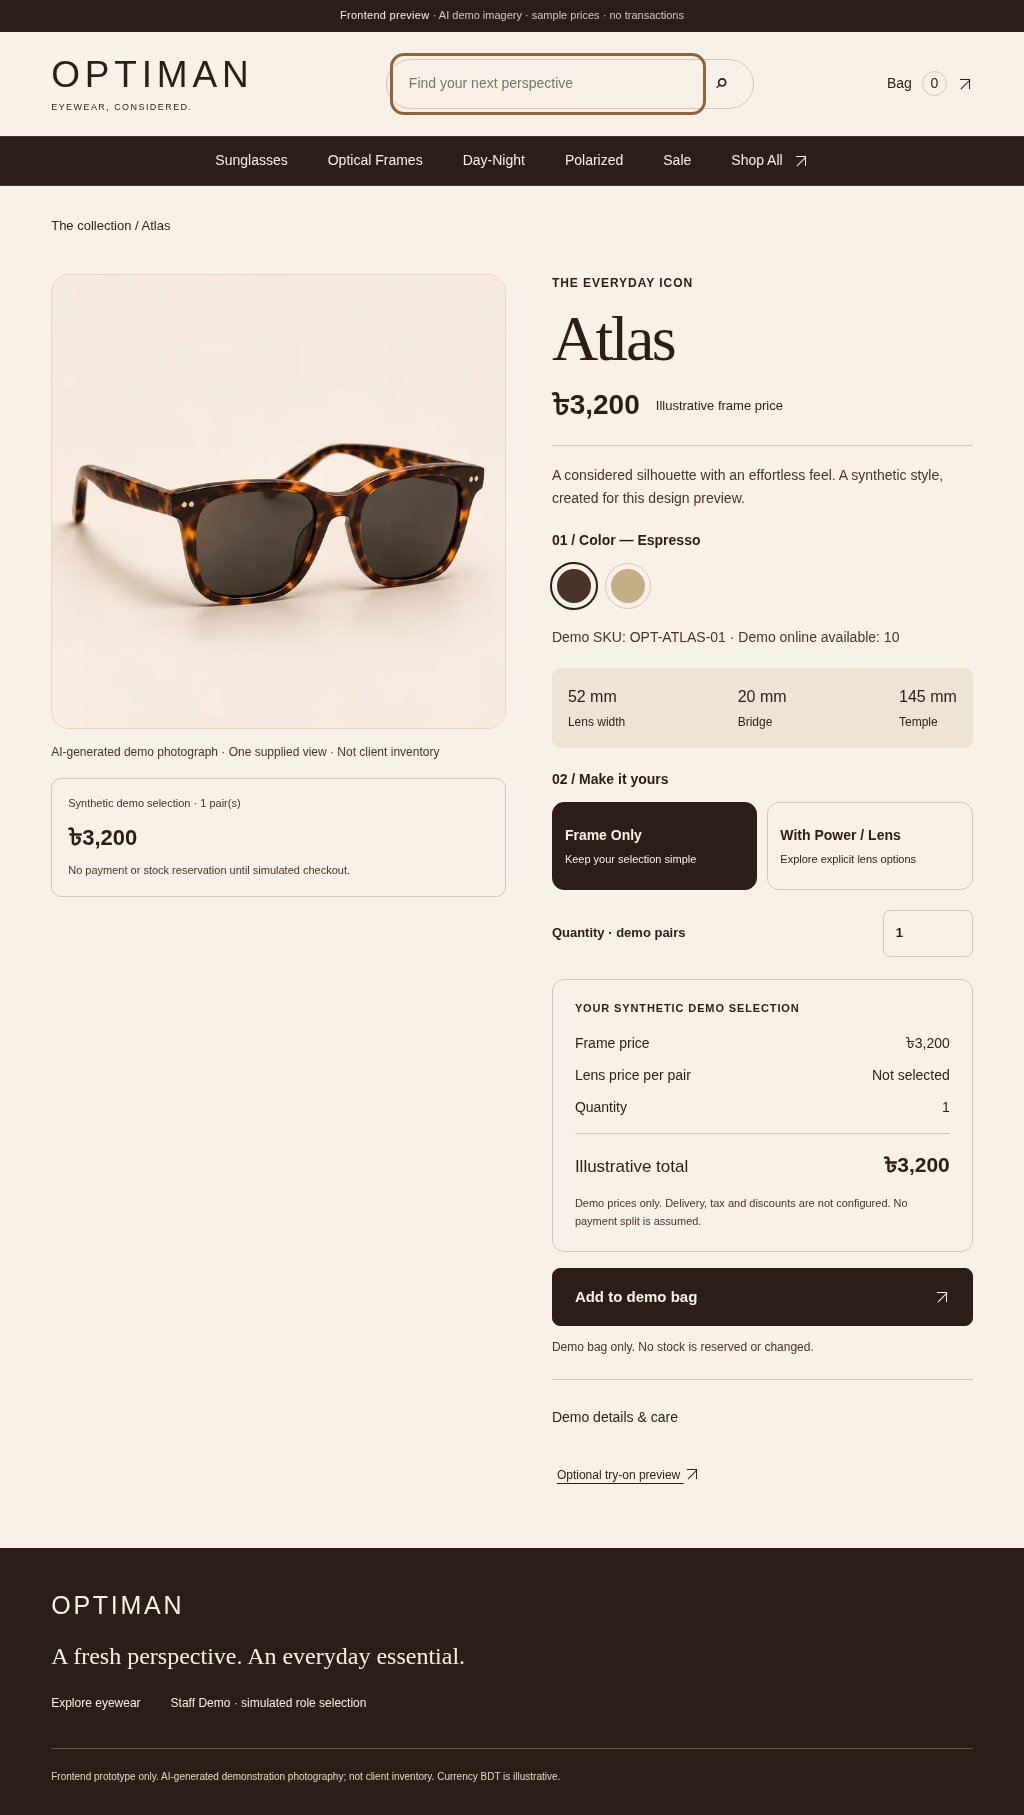 Frontend preview · AI demo imagery · sample prices · no transactions
OPTIMAN
EYEWEAR, CONSIDERED.
Find your next perspective
Bag 0
Sunglasses Optical Frames Day-Night Polarized Sale Shop All
The collection / Atlas
THE EVERYDAY ICON
Atlas
৳3,200 Illustrative frame price
A considered silhouette with an effortless feel. A synthetic style,
created for this design preview.
01 / Color — Espresso
Demo SKU: OPT-ATLAS-01 · Demo online available: 10
52 mm 20 mm 145 mm
Lens width Bridge Temple
AI-generated demo photograph · One supplied view · Not client inventory
Synthetic demo selection · 1 pair(s)
৳3,200
No payment or stock reservation until simulated checkout.
02 / Make it yours
Frame Only
Keep your selection simple
With Power / Lens
Explore explicit lens options
Quantity · demo pairs 1
YOUR SYNTHETIC DEMO SELECTION
Frame price ৳3,200
Lens price per pair Not selected
Quantity 1
Illustrative total ৳3,200
Demo prices only. Delivery, tax and discounts are not configured. No
payment split is assumed.
Add to demo bag
Demo bag only. No stock is reserved or changed.
Demo details & care
Optional try-on preview
OPTIMAN
A fresh perspective. An everyday essential.
Explore eyewear Staff Demo · simulated role selection
Frontend prototype only. AI-generated demonstration photography; not client inventory. Currency BDT is illustrative.